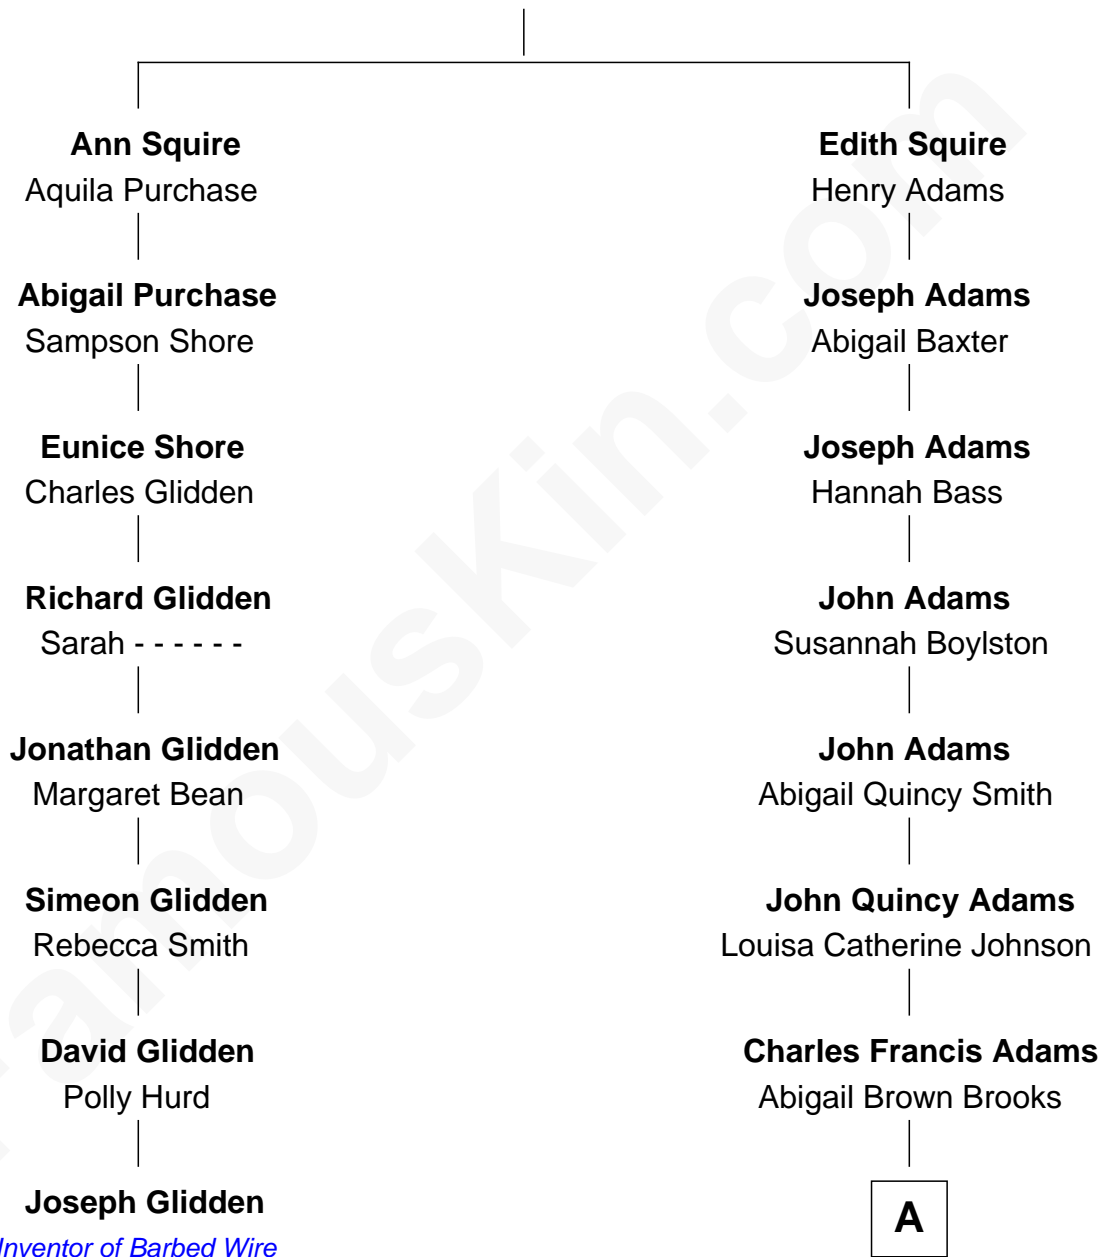 Ann Squire
Aquila Purchase
Abigail Purchase
Sampson Shore
Eunice Shore
Charles Glidden
Richard Glidden
Sarah - - - - - -
Jonathan Glidden
Margaret Bean
Simeon Glidden
Rebecca Smith
David Glidden
Polly Hurd
Joseph Glidden
Inventor of Barbed Wire
Edith Squire
Henry Adams
Joseph Adams
Abigail Baxter
Joseph Adams
Hannah Bass
John Adams
Susannah Boylston
John Adams
Abigail Quincy Smith
John Quincy Adams
Louisa Catherine Johnson
Charles Francis Adams
Abigail Brown Brooks
A
FamousKin.com